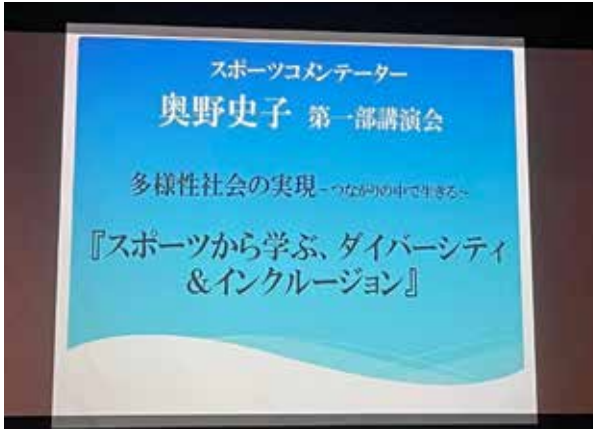 スポーツコメンテーター
奥野史子 第一部講演会
多様性社会の実現~つながりの中で生きる~
『スポーツから学ぶ、ダイバーシティ
&インクルージョン』